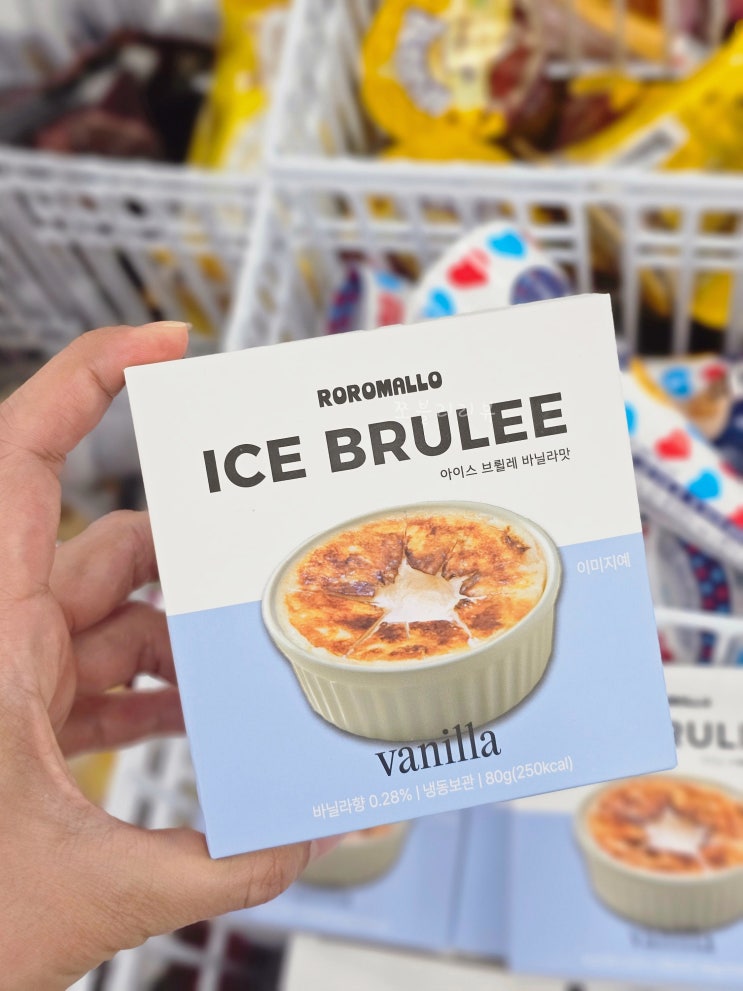 ROROMALLO
ICE BRULEE
아이스 브륄레 바닐라맛
이미지예
vanilla
바닐라향 0.28% | 냉동보관 | 80g(250kcal)